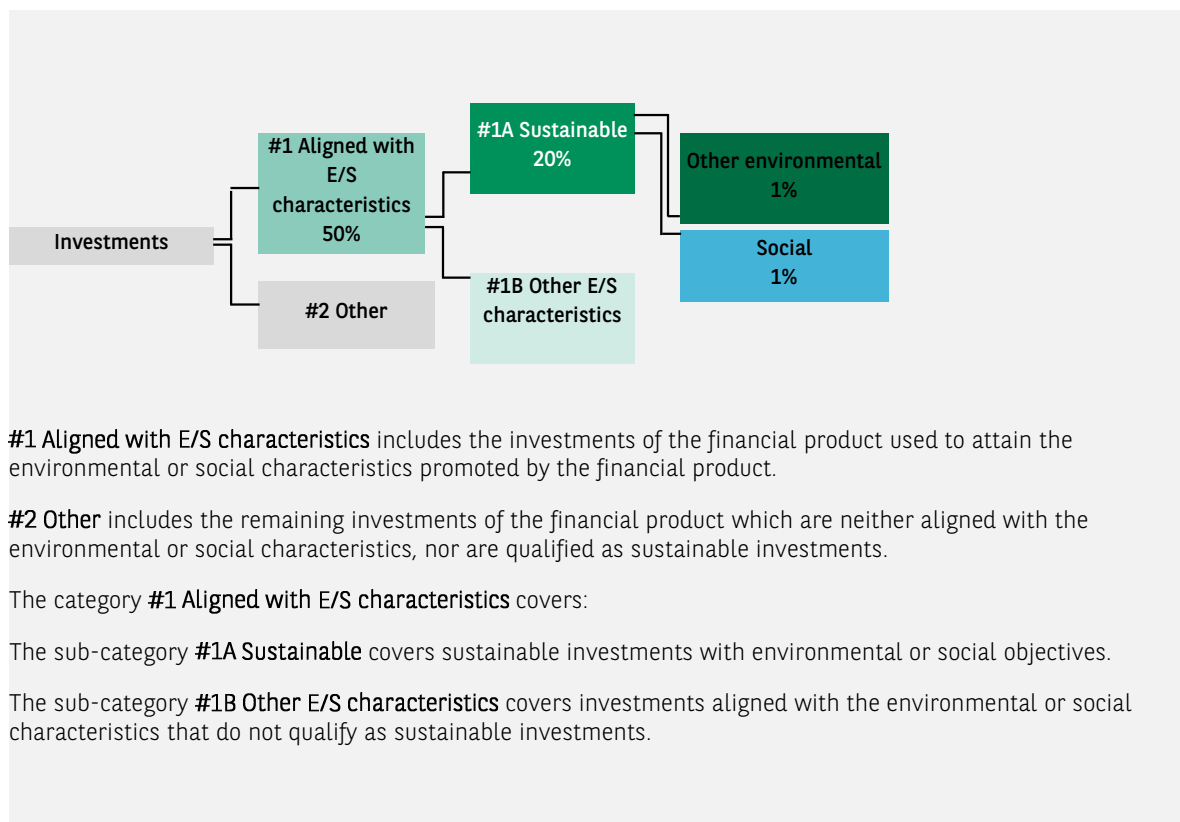 #1A Sustainable
20%
#1 Aligned with
E/S
characteristics
50%
Other environmental
1%
Investments
Social
1%
#2 Other
#1B Other E/S
characteristics
#1 Aligned with E/S characteristics includes the investments of the financial product used to attain the
environmental or social characteristics promoted by the financial product.
#2 Other includes the remaining investments of the financial product which are neither aligned with the
environmental or social characteristics, nor are qualified as sustainable investments.
The category #1 Aligned with E/S characteristics covers:
The sub-category #1A Sustainable covers sustainable investments with environmental or social objectives.
The sub-category #1B Other E/S characteristics covers investments aligned with the environmental or social
characteristics that do not qualify as sustainable investments.